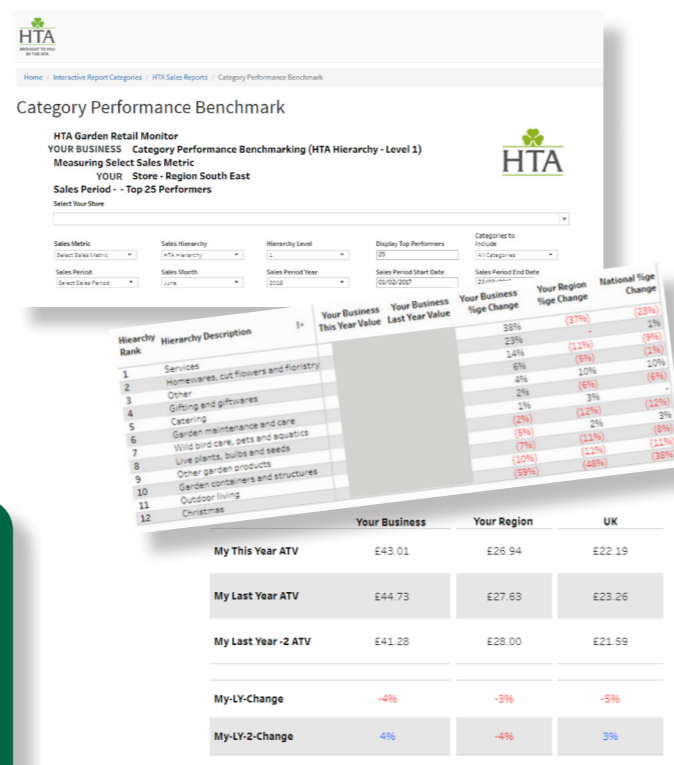 HTA
BROUGHT TO YOU
BY THE HTA
Home / Interactive Report Categories / HTA Sales Reports / Category Performance Benchmark
Category Performance Benchmark
HTA Garden Retail Monitor
YOUR BUSINESS Category Performance Benchmarking (HTA Hierarchy - Level 1)
Measuring Select Sales Metric
YOUR Store - Region South East
Sales Period - - Top 25 Performers
HTA
Select Your Store
Sales Metric Sales Hierarchy Hierarchy Level Display Top Performers Categories to Include
Select Sales Metric HTA Hierarchy 1 25 All Categories
Sales Period Sales Month Sales Period Year Sales Period Start Date Sales Period End Date
Select Sales Period June 2018 01/02/2017
Hiearchy Rank Hierarchy Description Your Business This Year Value Your Business Last Year Value Your Business %ge Change Your Region %ge Change National %ge Change
1 Services 38% (37%) (23%)
2 Homewares, cut flowers and floristry 23% - 1%
3 Other 14% (11%) (9%)
4 Gifting and giftwares 6% (5%) (1%)
5 Catering 4% 10% 10%
6 Garden maintenance and care 2% (6%) (6%)
7 Wild bird care, pets and aquatics 1% 3% -
8 Live plants, bulbs and seeds (2%) (12%) (12%)
9 Other garden products (5%) 2% 3%
10 Garden containers and structures (7%) (11%) (8%)
11 Outdoor living (10%) (11%) (11%)
12 Christmas (48%) (38%)
Your Business Your Region UK
My This Year ATV £43.01 £26.94 £22.19
My Last Year ATV £44.73 £27.63 £23.26
My Last Year -2 ATV £41.28 £28.00 £21.59
My-LY-Change -4% -3% -5%
My-LY-2-Change 4% -4% 3%